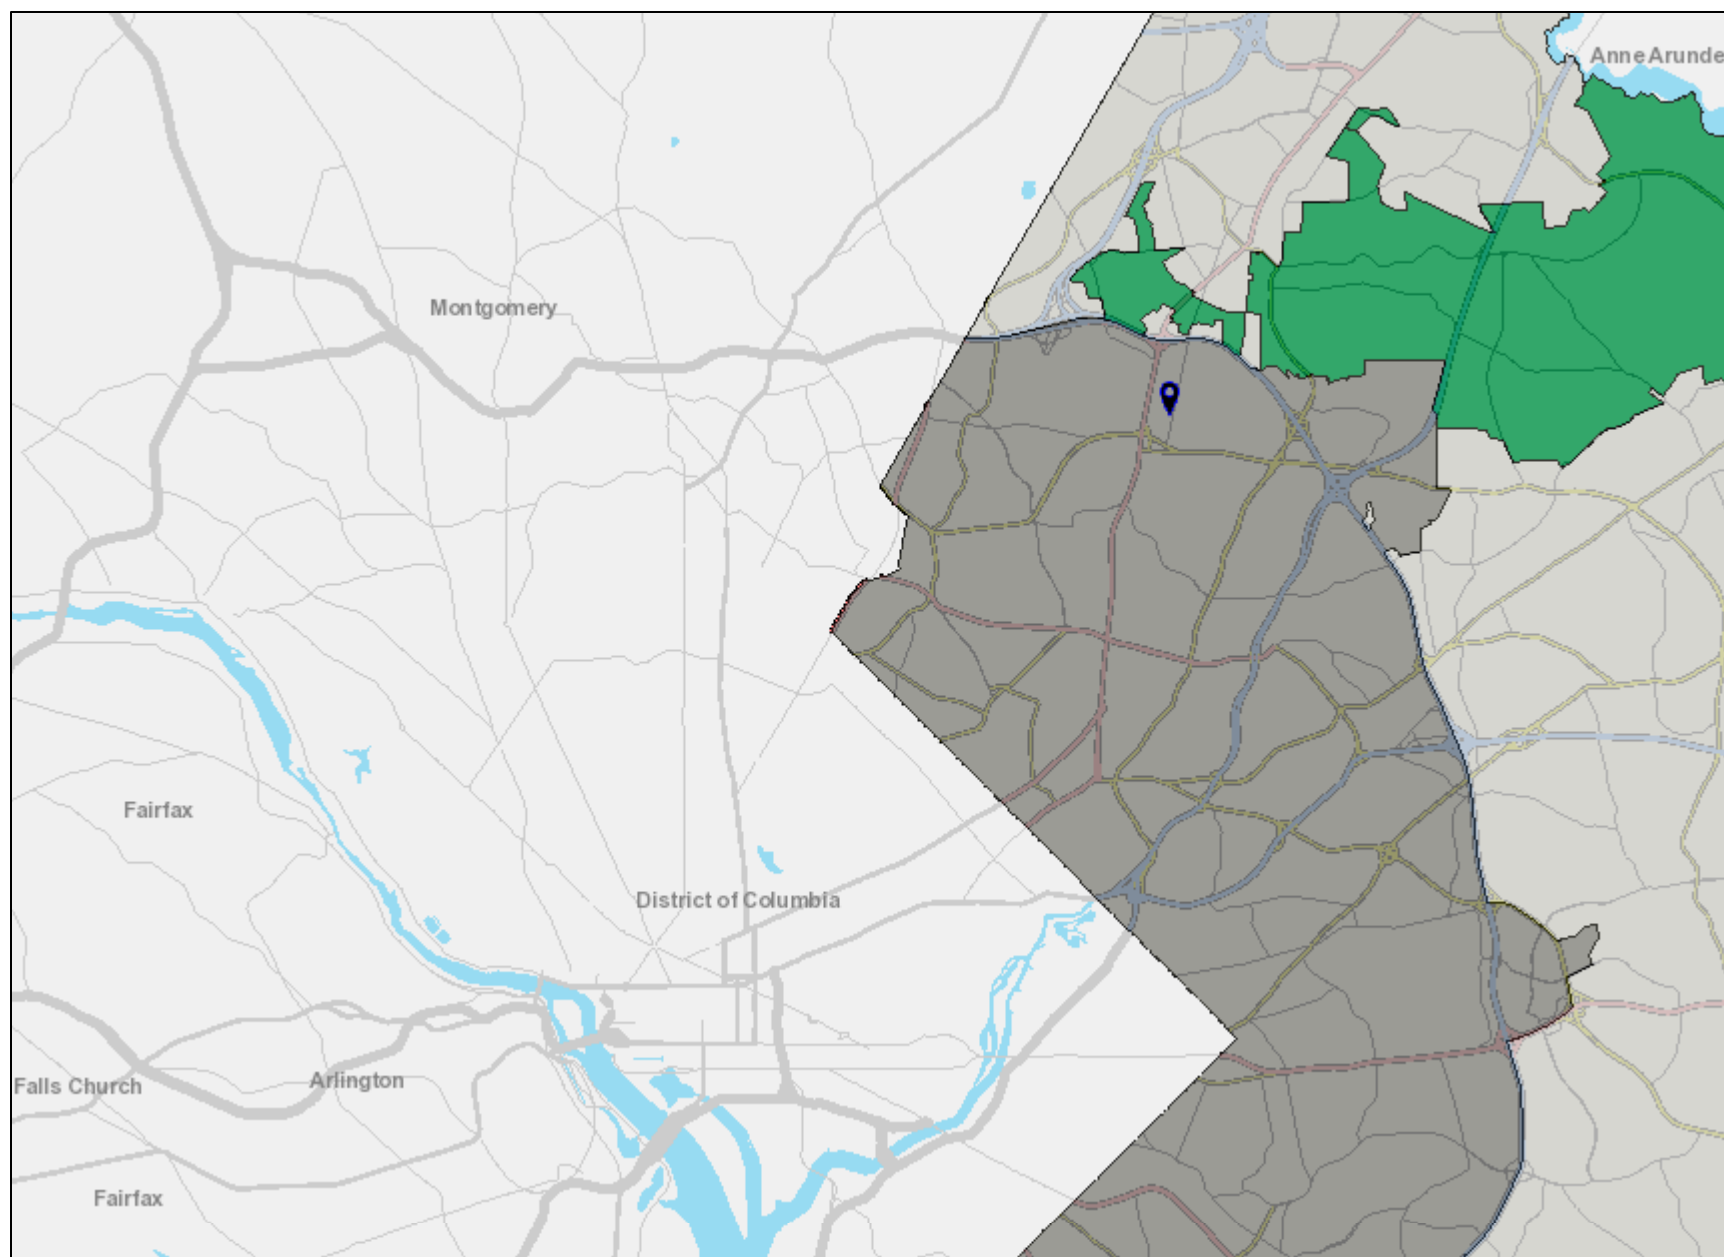 Anne Arunde
Montgomery
Fairfax
District of Columbia
Falls Church
Arlington
Fairfax